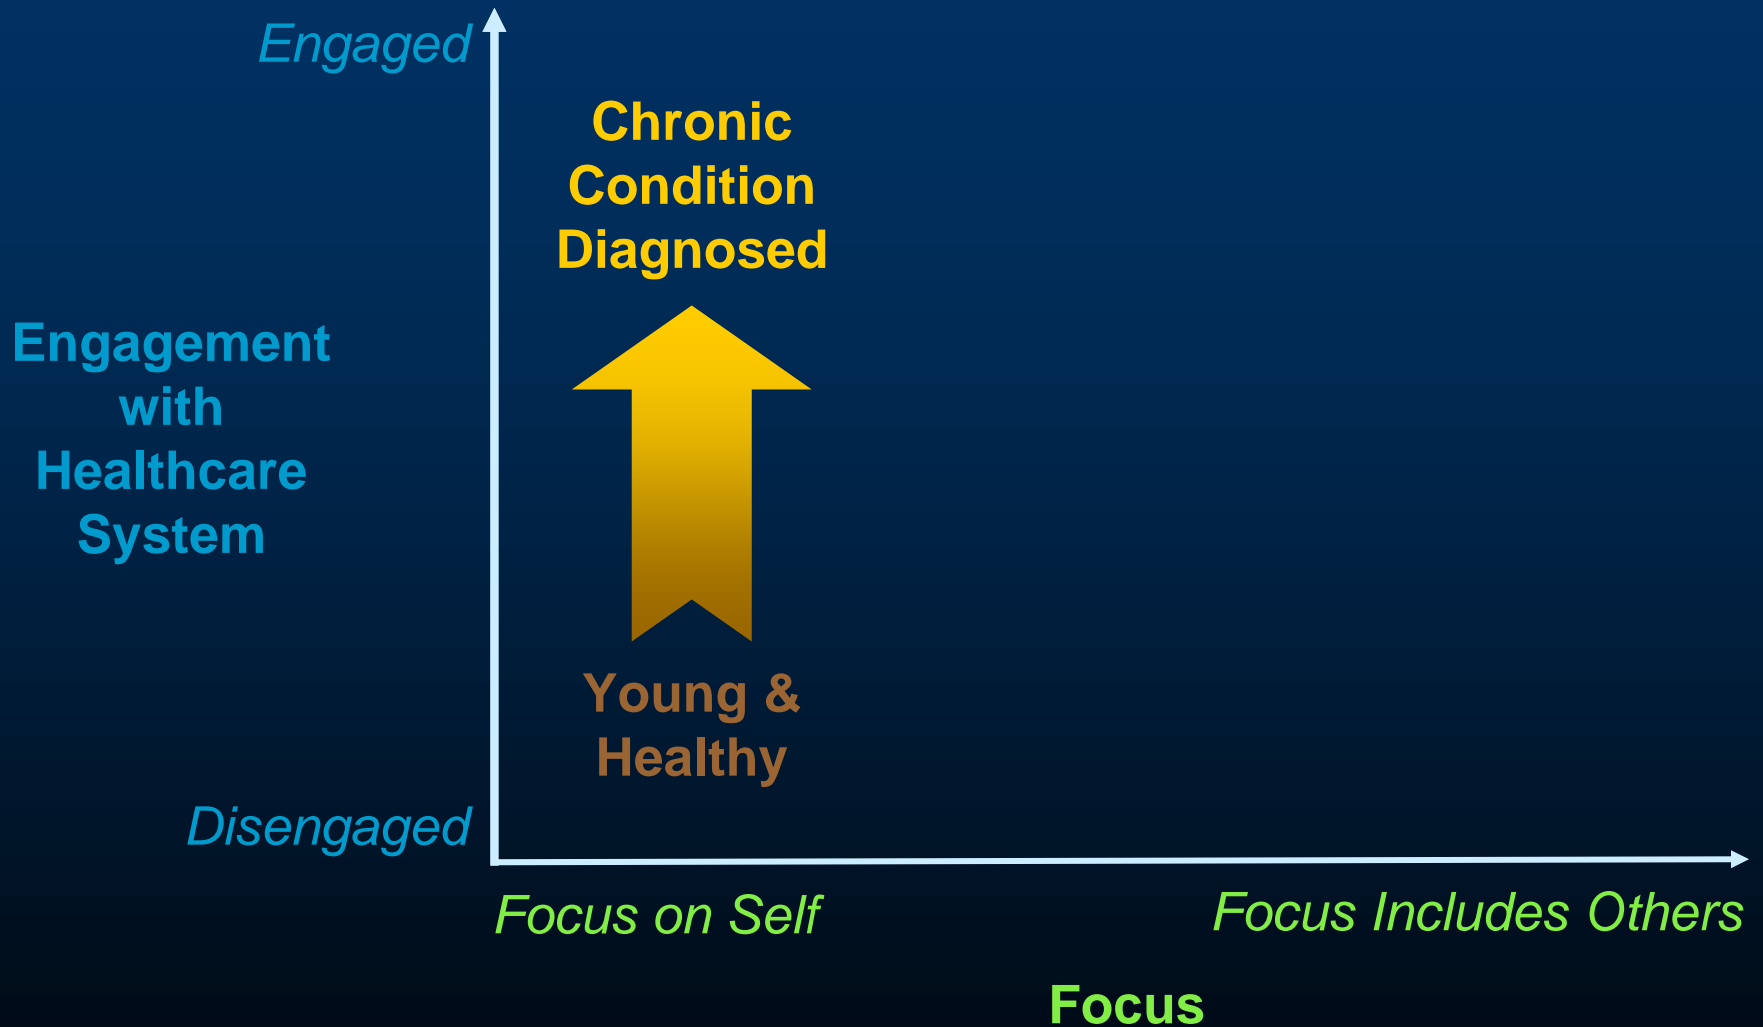 Engaged
Chronic
Condition
Diagnosed
Engagement
with
Healthcare
System
Young &
Healthy
Disengaged
Focus on Self
Focus Includes Others
Focus